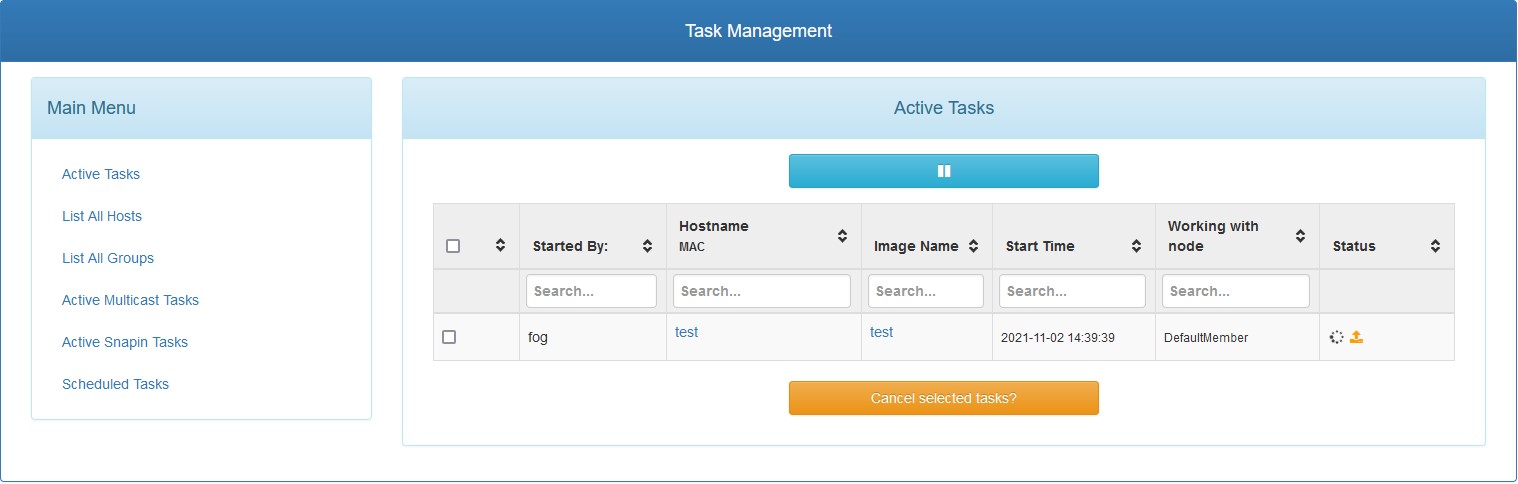 Task Management
Main Menu
Active Tasks
List All Hosts
List All Groups
Active Multicast Tasks
Active Snapin Tasks
Scheduled Tasks
Active Tasks
Started By:
Hostname
MAC
Image Name
Start Time
Working with
node
Status
Search...
Search...
Search...
Search...
Search...
fog
test
test
2021-11-02 14:39:39
DefaultMember
Cancel selected tasks?